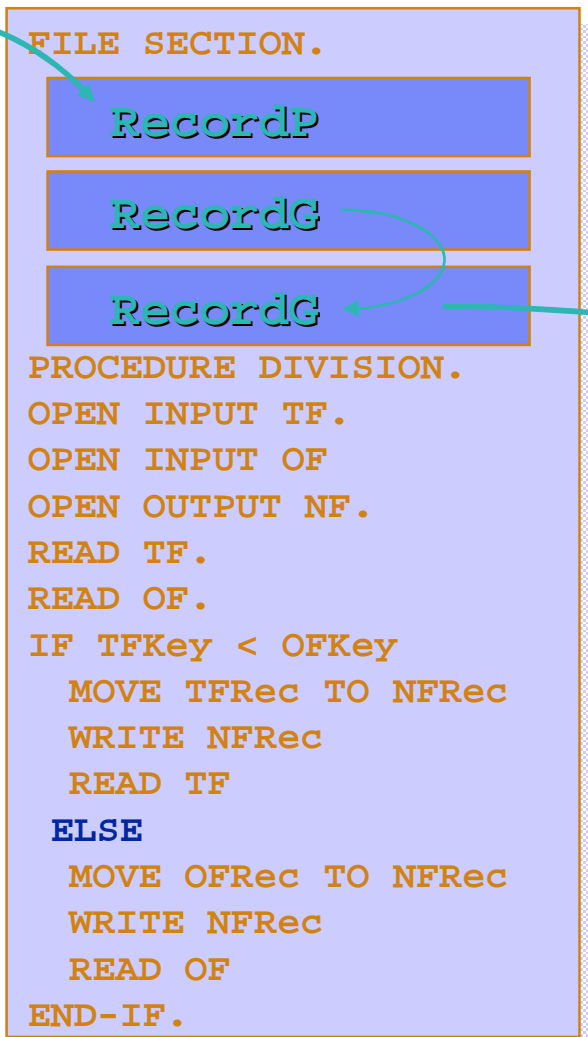 FILE SECTION.
RecordP
RecordG
RecordG
PROCEDURE DIVISION.
OPEN INPUT TF.
OPEN INPUT OF
OPEN OUTPUT NF.
READ TF.
READ OF.
IF TFKey < OFKey
MOVE TFRec TO NFRec
WRITE NFRec
READ TF
ELSE
MOVE OFRec TO NFRec
WRITE NFRec
READ OF
END-IF.